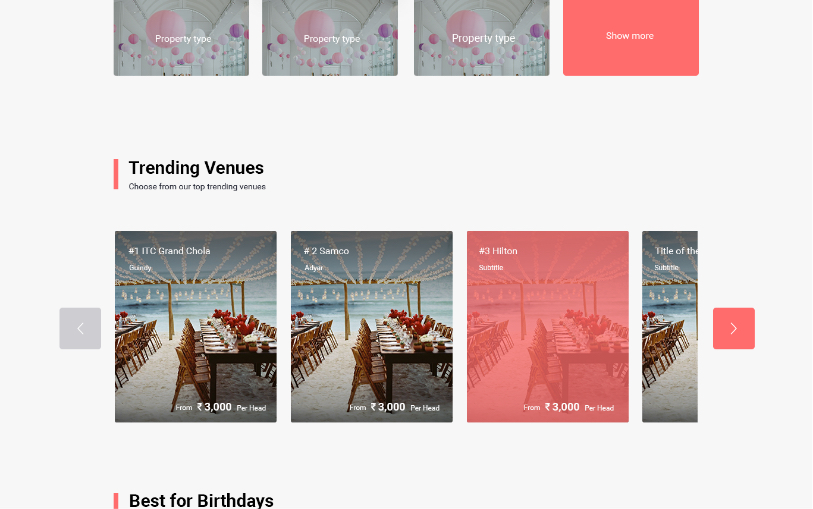 Property type
Property type
Property type
Show more
Trending Venues
Choose from our top trending venues
#1 ITC Grand Chola
Guindy
# 2 Samco
Adyar
#3 Hilton
Subtitle
Title of the
Subtitle
From ₹ 3,000 Per Head
From ₹ 3,000 Per Head
From ₹ 3,000 Per Head
Best for Birthdays